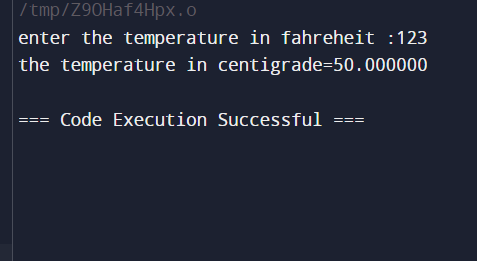 /tmp/Z9OHaf4Hpx.o
enter the temperature in fahreheit :123
the temperature in centigrade=50.000000
=== Code Execution Successful ===